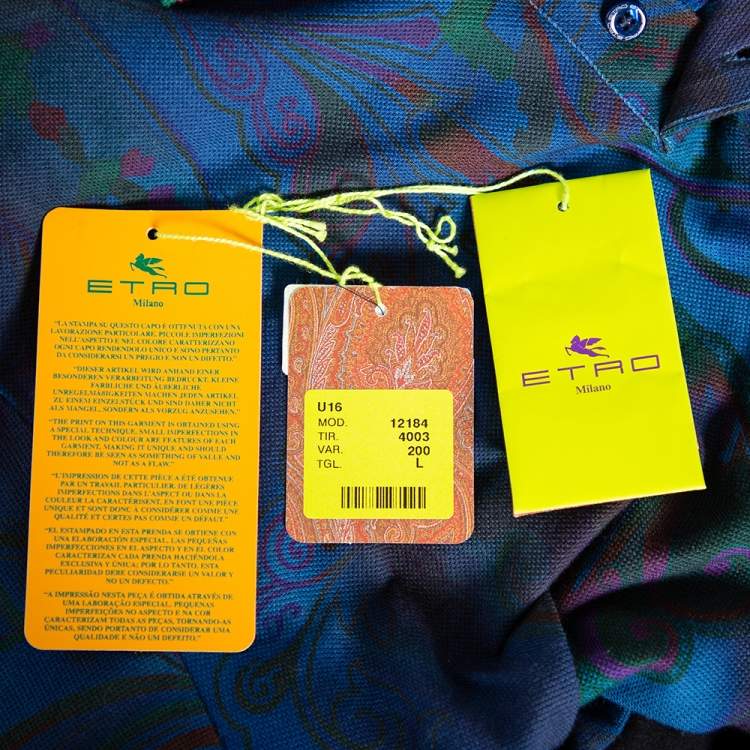 ETRO
Milano
"LA STAMPA SU QUESTO CAPO È OTTENUTA CON UNA
LAVORAZIONE PARTICOLARE. PICCOLE IMPERFEZIONI
NELL'ASPETTO E NEL COLORE CARATTERIZZANO
OGNI CAPO RENDENDOLO UNICO E SONO PERTANTO
DA CONSIDERARSI UN PREGIO E NON UN DIFETTO."
"DIESER ARTIKEL WIRD ANHAND EINER
BESONDEREN VERARBEITUNG BEDRUCKT. KLEINE
FARBLICHE UND ÄLBERLICHE
UNREGELMÄßIGKEITEN MACHEN JEDEN ARTIKEL
ZU EINEM EINZELSTÜCK UND SIND DAHER NICHT
ALS MANGEL, SONDERN ALS VORZUG ANZUSEHEN."
"THE PRINT ON THIS GARMENT IS OBTAINED USING
A SPECIAL TECHNIQUE, SMALL IMPERFECTIONS IN
THE LOOK AND COLOUR ARE FEATURES OF EACH
GARMENT, MAKING IT UNIQUE AND SHOULD
THEREFORE BE SEEN AS SOMETHING OF VALUE AND
NOT AS A FLAW."
"L'IMPRESSION DE CETTE PIÈCE A ÉTÉ OBTENUE
PAR UN TRAVAIL PARTICULIER. DE LÉGÈRES
IMPERFECTIONS DANS L'ASPECT OU DANS LA
COULEUR LA CARACTÉRISENT, EN FONT UNE PIÈCE
UNIQUE ET SONT DONC À CONSIDÉRER COMME UNE
QUALITÉ ET CERTES PAS COMME UN DÉFAUT."
"EL ESTAMPADO EN ESTA PRENDA SE OBTIENE CON
UNA ELABORACIÓN ESPECIAL. LAS PEQUEÑAS
IMPERFECCIONES EN EL ASPECTO Y EN EL COLOR
CARACTERIZAN CADA PRENDA HACIÉNDOLA
EXCLUSIVA Y ÚNICA; POR LO TANTO, ESTA
PECULIARIDAD DEBE CONSIDERARSE UN VALOR Y
NO UN DEFECTO."
"A IMPRESSÃO NESTA PEÇA É OBTIDA ATRAVÉS DE
UMA LABORAÇÃO ESPECIAL. PEQUENAS
IMPERFEIÇÕES NO ASPECTO E NA COR
CARACTERIZAM TODAS AS PEÇAS, TORNANDO-AS
ÚNICAS, SENDO PORTANTO DE CONSIDERAR UMA
QUALIDADE E NÃO UM DEFEITO."
U16
MOD. 12184
TIR. 4003
VAR. 200
TGL. L
ETRO
Milano